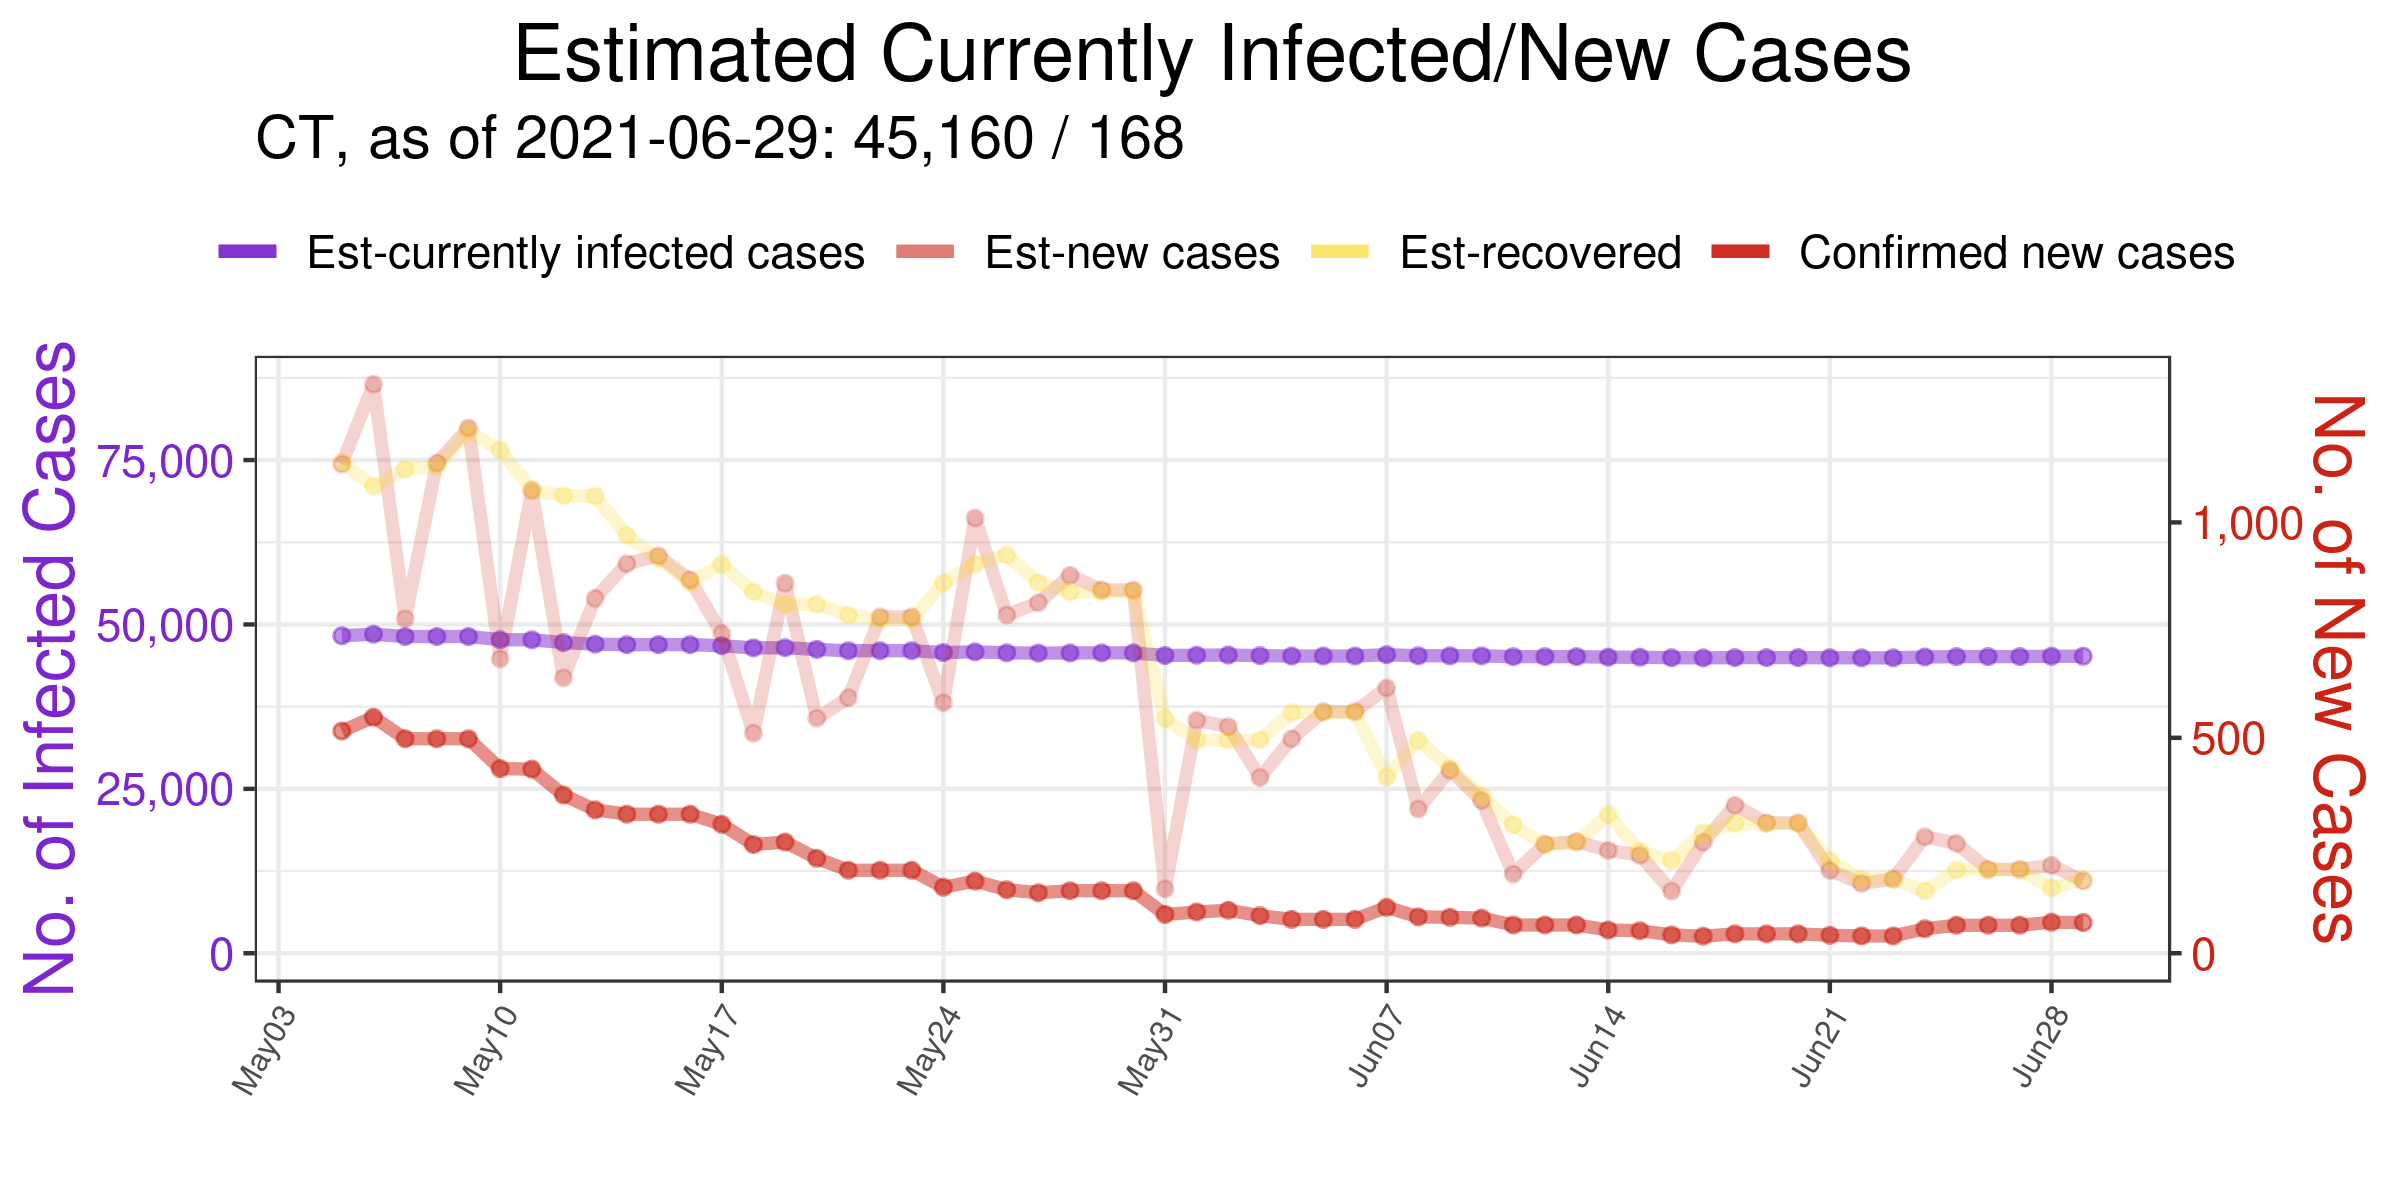 Estimated Currently Infected/New Cases
CT, as of 2021-06-29: 45,160 / 168
Est-currently infected cases Est-new cases Est-recovered Confirmed new cases
No. of Infected Cases
75,000
50,000
25,000
0
1,000
500
0
No. of New Cases
May03 May10 May17 May24 May31 Jun07 Jun14 Jun21 Jun28